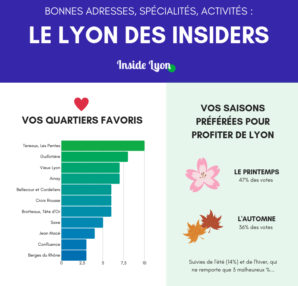 BONNES ADRESSES, SPÉCIALITÉS, ACTIVITÉS :
LE LYON DES INSIDERS
Inside Lyon
VOS QUARTIERS FAVORIS
Terreaux, Les Pentes
Guillotière
Vieux Lyon
Ainay
Bellecour et Cordeliers
Croix Rousse
Brotteaux, Tête d'Or
Saxe
Jean Macé
Confluence
Berges du Rhône
0
2,5
5
7,5
10
VOS SAISONS
PRÉFÉRÉES POUR
PROFITER DE LYON
LE PRINTEMPS
47% des votes
L'AUTOMNE
36% des votes
Suivies de l'été (14%) et de l'hiver, qui
ne remporte que 3 malheureux %...